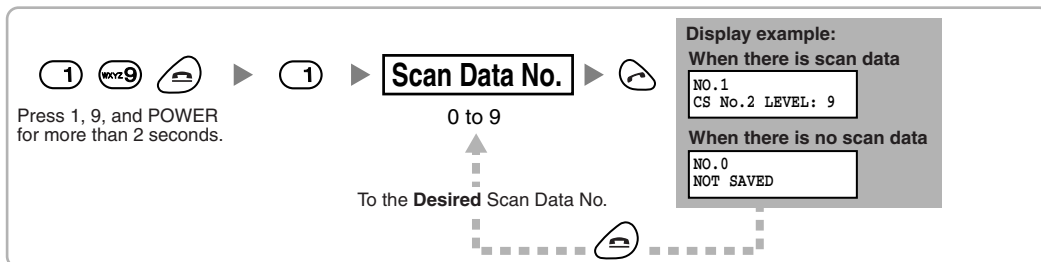 1) WXYZ9 1) Scan Data No.
Press 1, 9, and POWER
for more than 2 seconds.
0 to 9
To the Desired Scan Data No.
Display example:
When there is scan data
NO.1
CS No.2 LEVEL: 9
When there is no scan data
NO.0
NOT SAVED